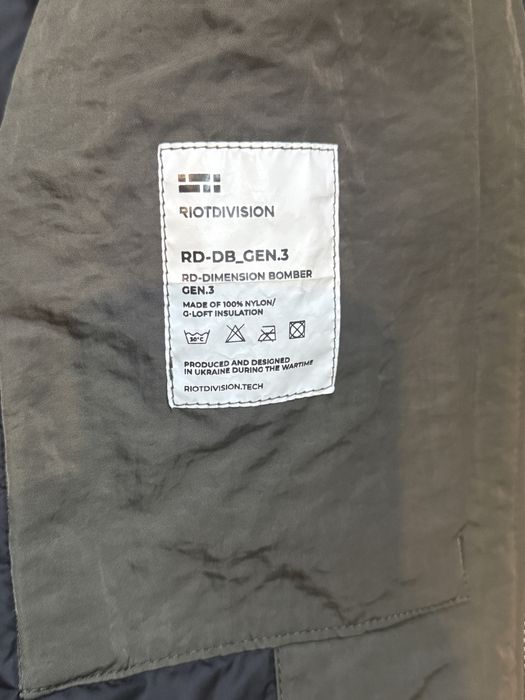 RIOTDIVISION
RD-DB_GEN.3
RD-DIMENSION BOMBER
GEN.3
MADE OF 100% NYLON/
G-LOFT INSULATION
30°C
PRODUCED AND DESIGNED
IN UKRAINE DURING THE WARTIME
RIOTDIVISION.TECH